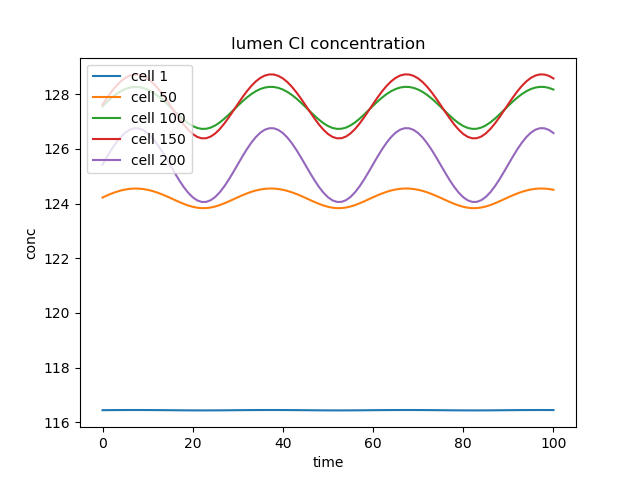 lumen Cl concentration
cell 1
cell 50
cell 100
cell 150
cell 200
128
126
124
122
120
118
116
conc
0 20 40 60 80 100
time